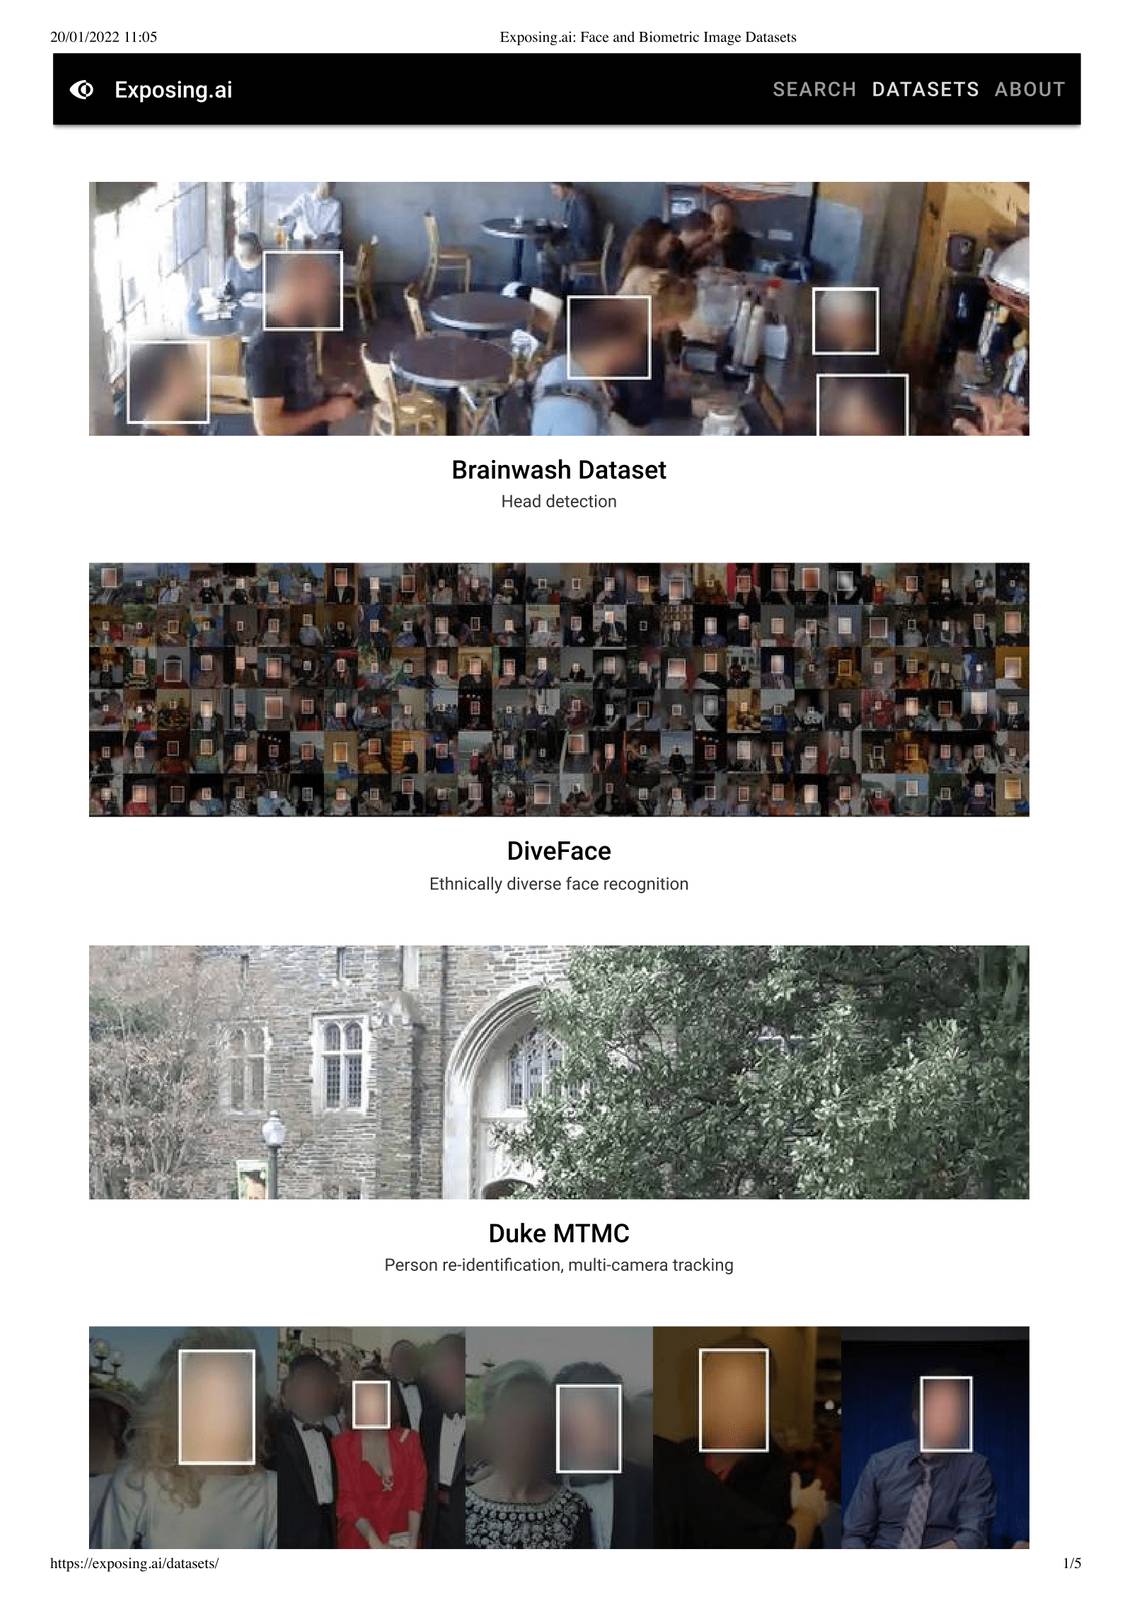 20/01/2022 11:05
Exposing.ai: Face and Biometric Image Datasets
Exposing.ai
SEARCH DATASETS ABOUT
Brainwash Dataset
Head detection
DiveFace
Ethnically diverse face recognition
Duke MTMC
Person re-identification, multi-camera tracking
https://exposing.ai/datasets/
1/5